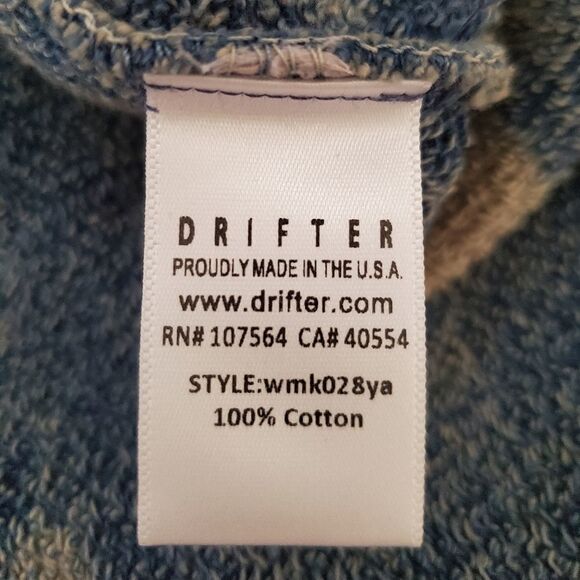 DRIFTER
PROUDLY MADE IN THE U.S.A.
www.drifter.com
RN# 107564 CA# 40554
STYLE:wmk028ya
100% Cotton